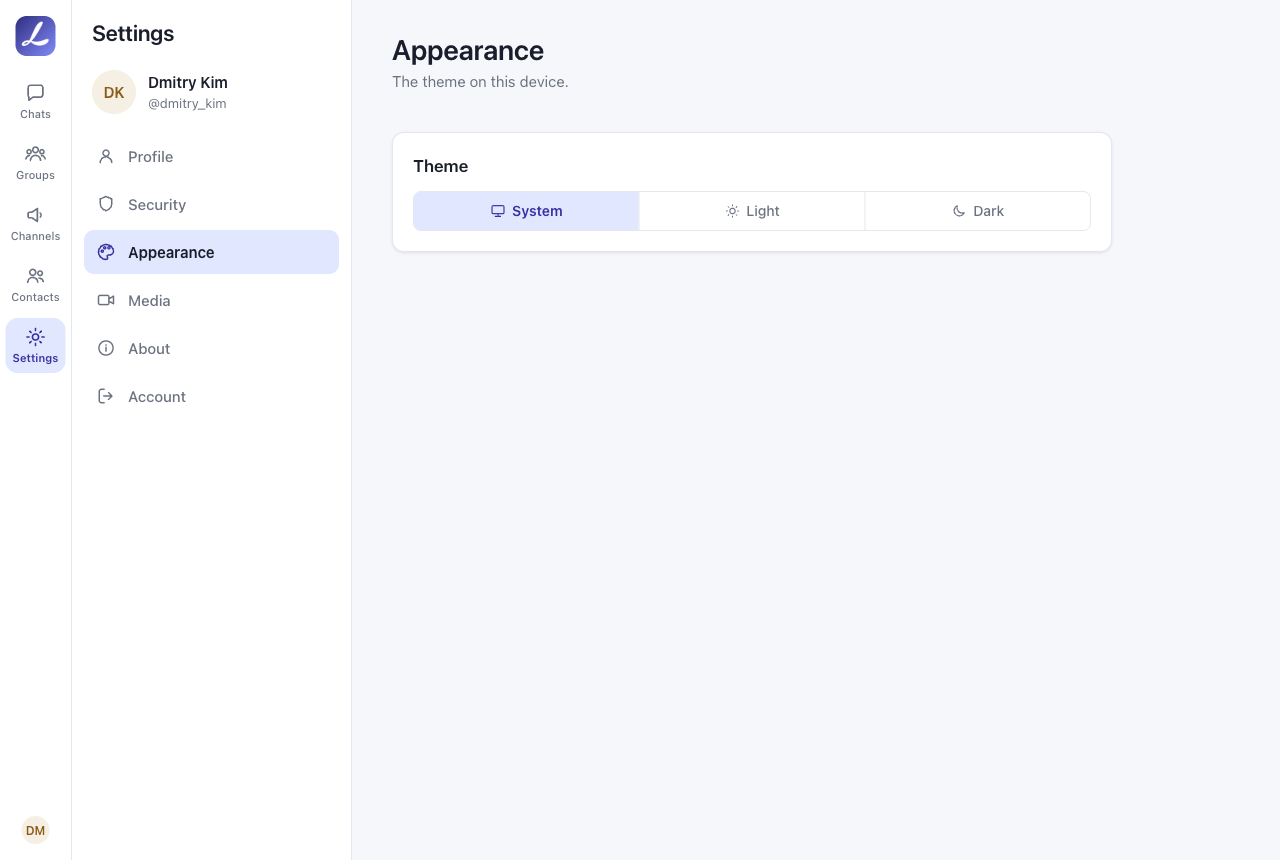 L
Chats
Groups
Channels
Contacts
Settings
DM
Settings
DK
Dmitry Kim
@dmitry_kim
Profile
Security
Appearance
Media
About
Account
Appearance
The theme on this device.
Theme
System
Light
Dark